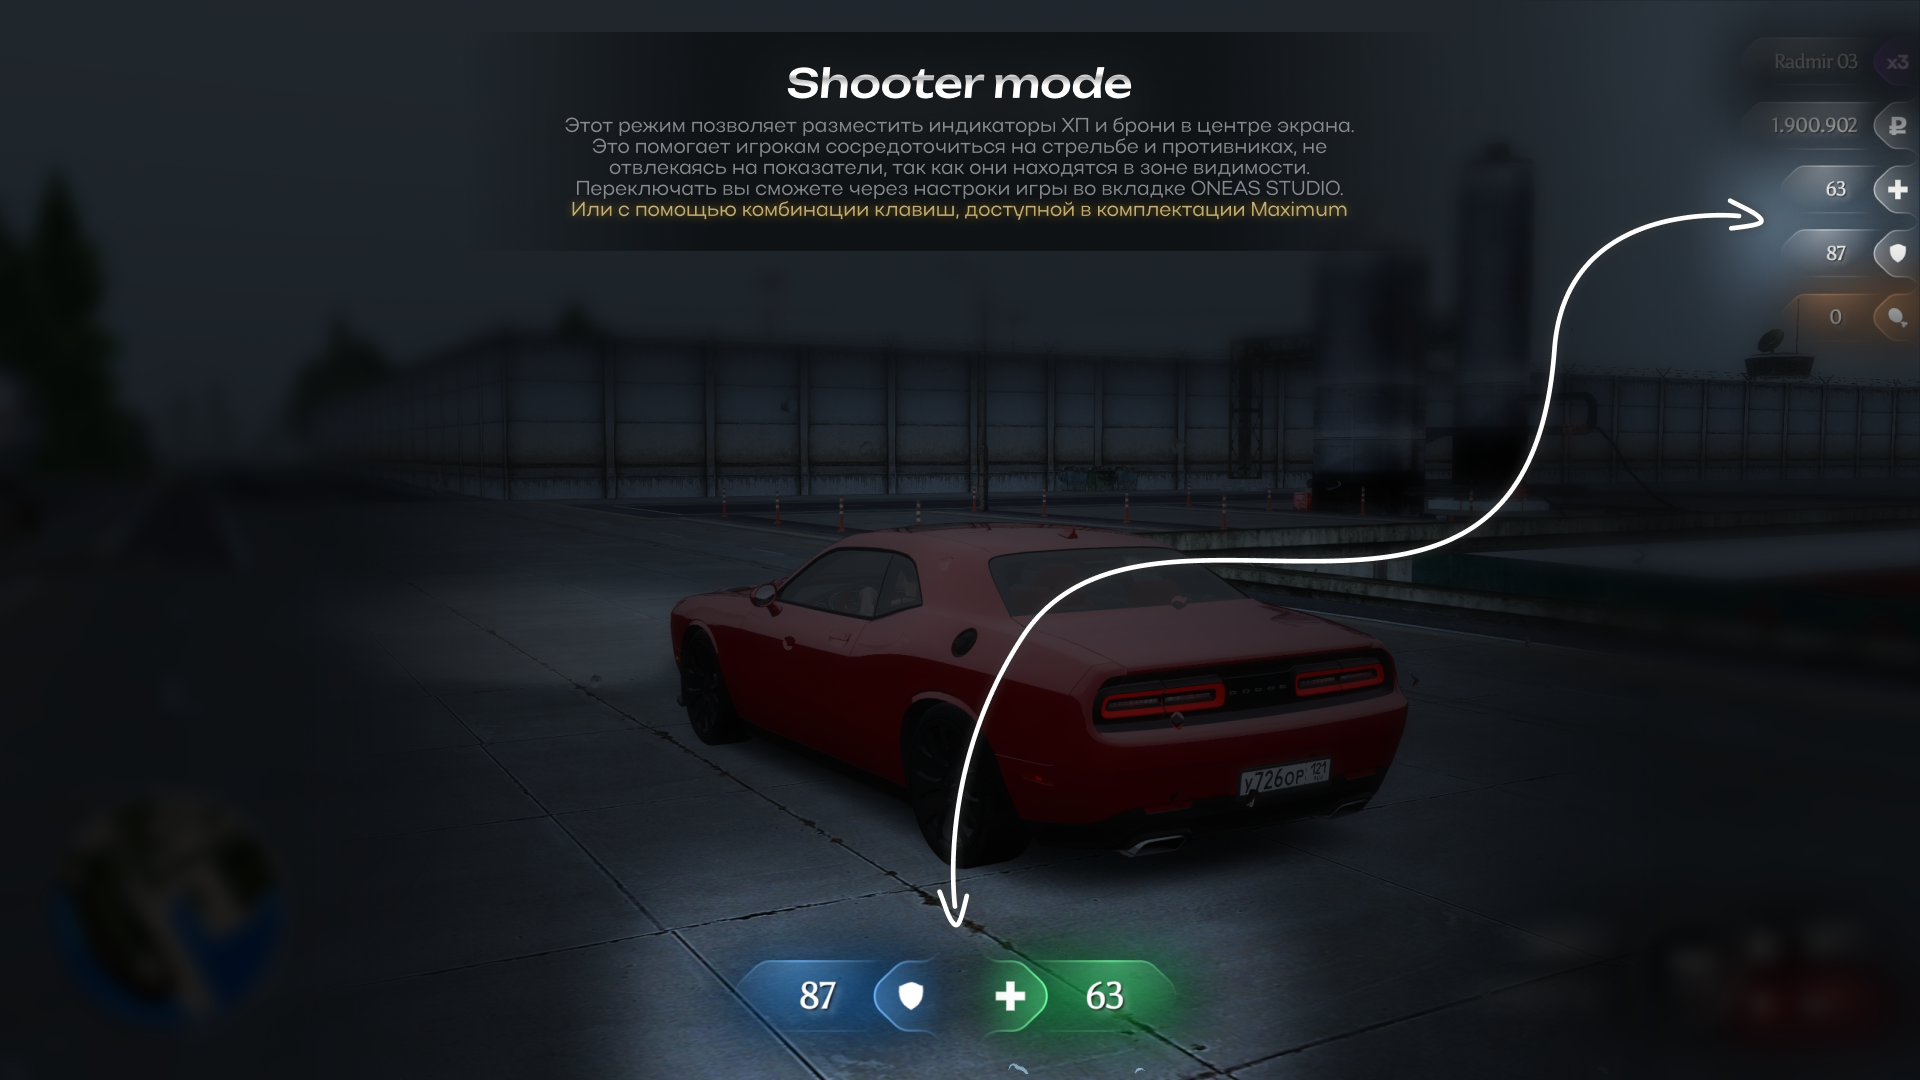 Shooter mode
Этот режим позволяет разместить индикаторы ХП и брони в центре экрана.
Это помогает игрокам сосредоточиться на стрельбе и противниках, не
отвлекаясь на показатели, так как они находятся в зоне видимости.
Переключать вы сможете через настроки игры во вкладке ONEAS STUDIO.
Или с помощью комбинации клавиш, доступной в комплектации Maximum
Radmir 03 x3
1.900.902 ₽
63
87
0
DODGE
У726ОР 121
87 63